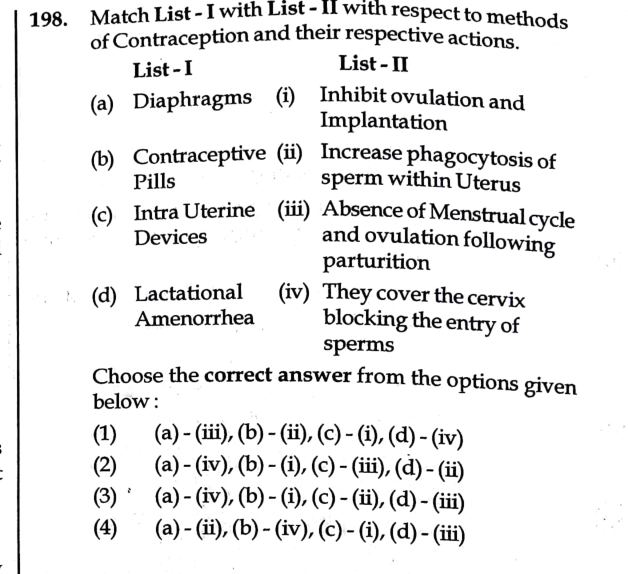 198. Match List - I with List - II with respect to methods
of Contraception and their respective actions.
List - I List - II
(a) Diaphragms (i) Inhibit ovulation and
Implantation
(b) Contraceptive (ii) Increase phagocytosis of
Pills sperm within Uterus
(c) Intra Uterine (iii) Absence of Menstrual cycle
Devices and ovulation following
parturition
(d) Lactational (iv) They cover the cervix
Amenorrhea blocking the entry of
sperms
Choose the correct answer from the options given
below :
(1) (a) - (iii), (b) - (ii), (c) - (i), (d) - (iv)
(2) (a) - (iv), (b) - (i), (c) - (iii), (d) - (ii)
(3) (a) - (iv), (b) - (i), (c) - (ii), (d) - (iii)
(4) (a) - (ii), (b) - (iv), (c) - (i), (d) - (iii)